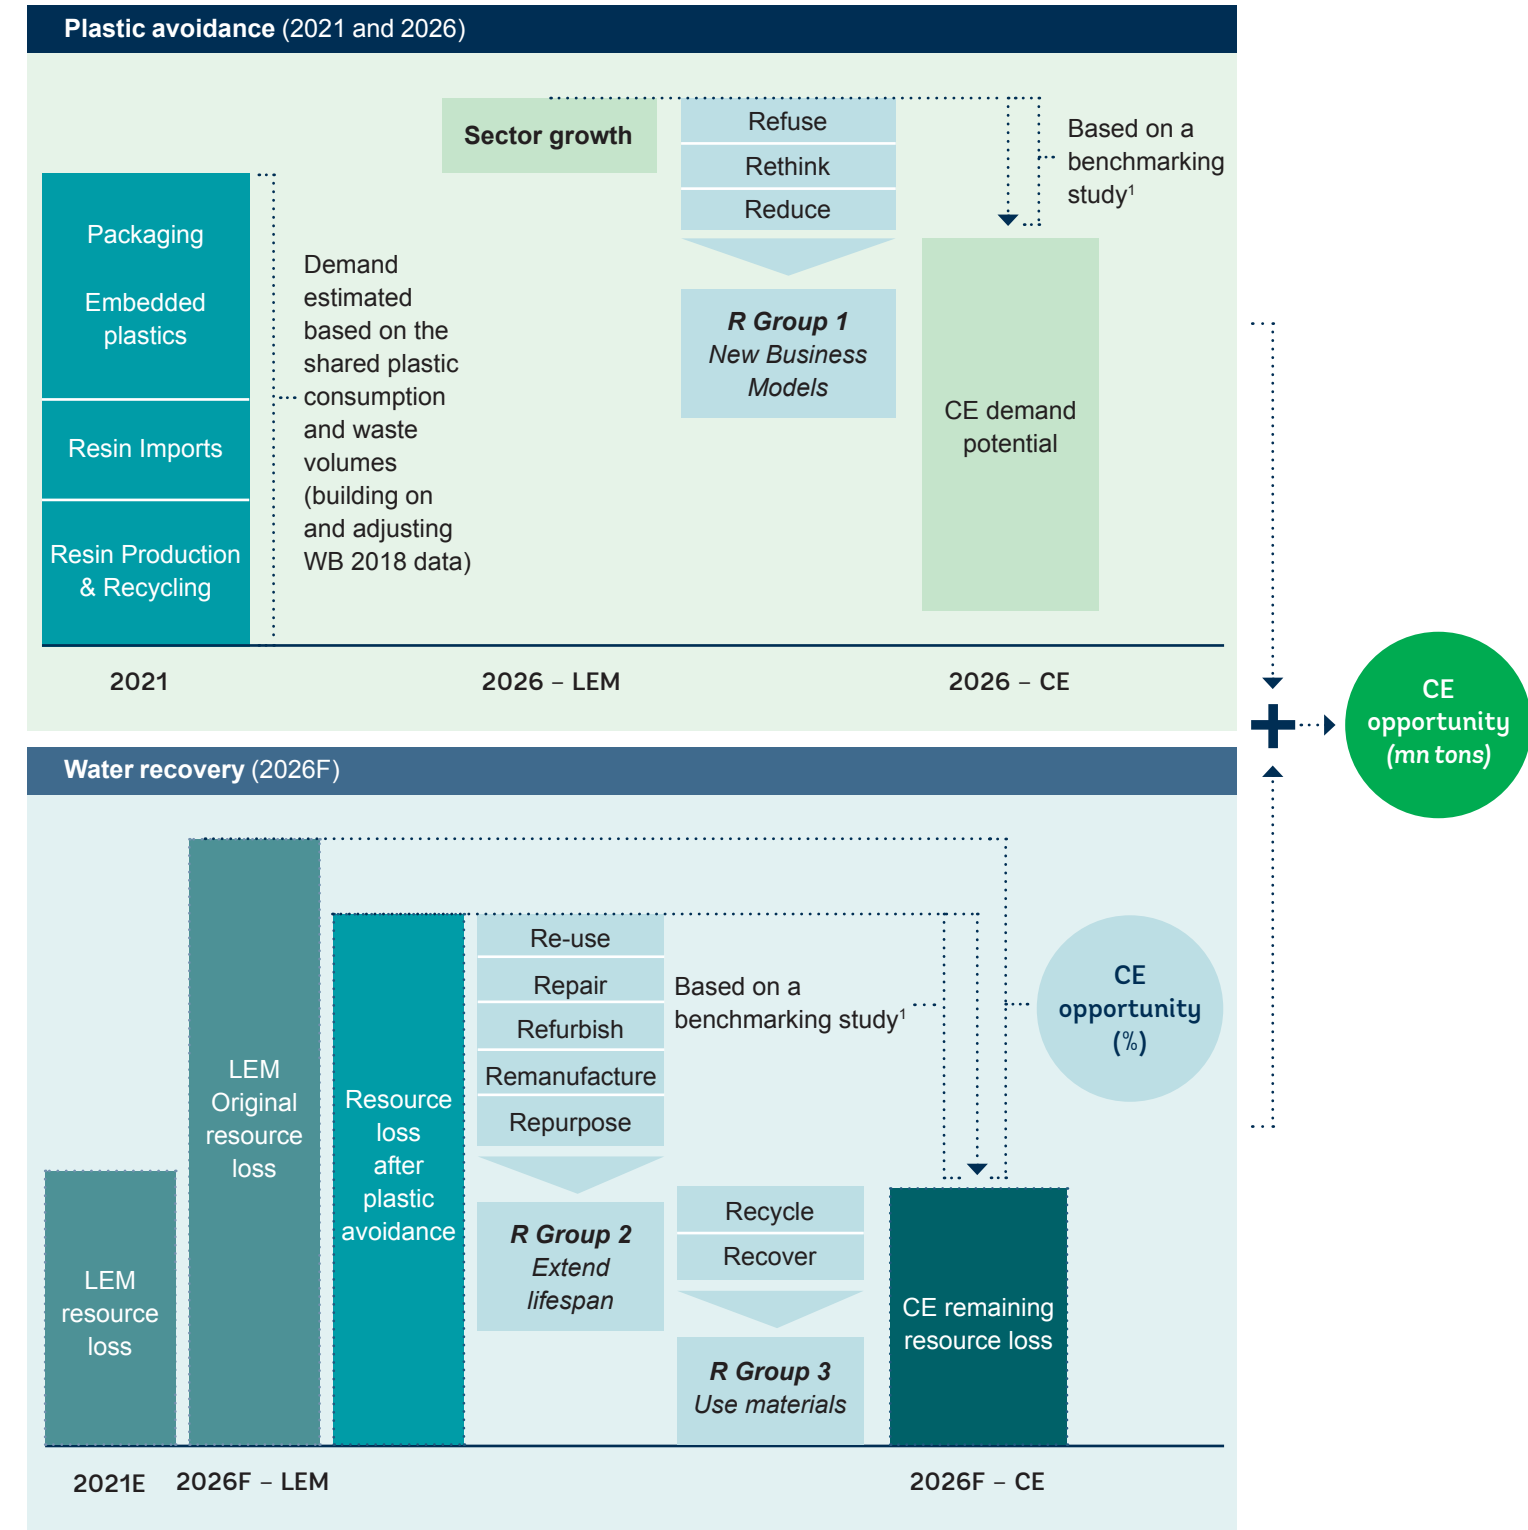 Plastic avoidance (2021 and 2026)
Sector growth
Refuse
Rethink
Reduce
Based on a
benchmarking
study¹
Packaging
Embedded
plastics
Resin Imports
Resin Production
& Recycling
Demand
estimated
based on the
shared plastic
consumption
and waste
volumes
(building on
and adjusting
WB 2018 data)
R Group 1
New Business
Models
CE demand
potential
2021
2026 – LEM
2026 – CE
CE
opportunity
(mn tons)
Water recovery (2026F)
LEM
resource
loss
LEM
Original
resource
loss
Resource
loss
after
plastic
avoidance
Re-use
Repair
Refurbish
Remanufacture
Repurpose
R Group 2
Extend
lifespan
Based on a
benchmarking study¹
Recycle
Recover
R Group 3
Use materials
CE remaining
resource loss
CE
opportunity
(%)
2021E
2026F – LEM
2026F – CE